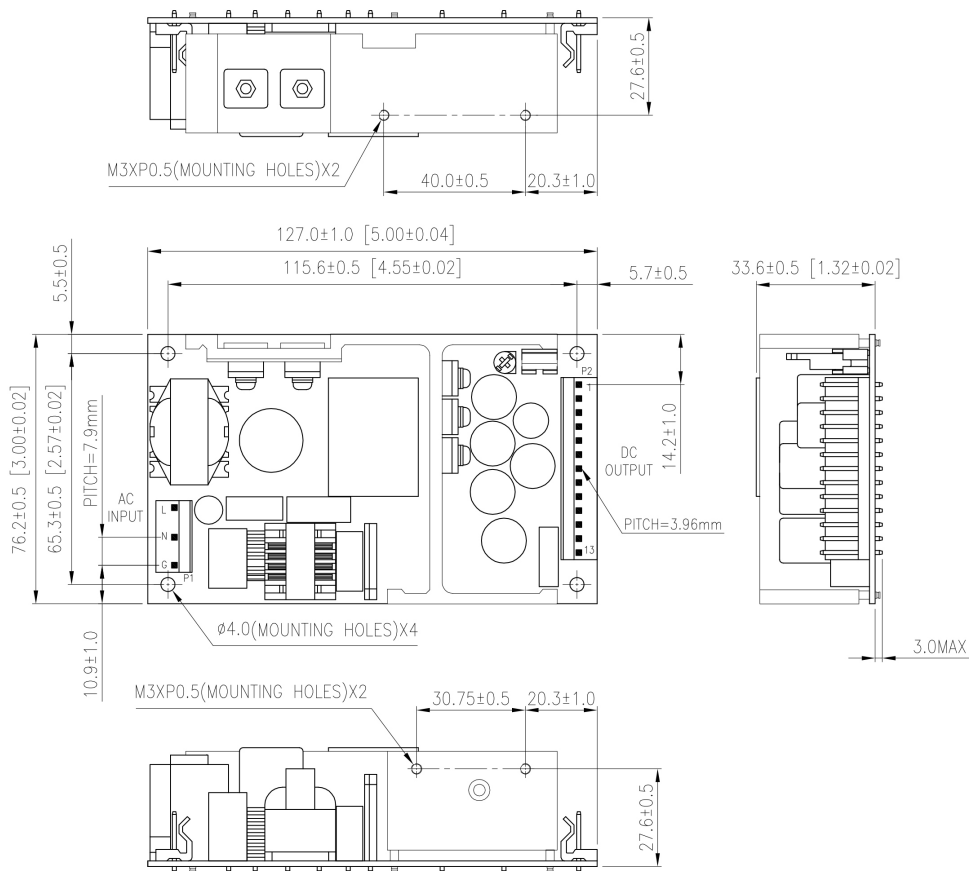 27.6±0.5
M3XP0.5(MOUNTING HOLES)X2
40.0±0.5
20.3±1.0
127.0±1.0 [5.00±0.04]
115.6±0.5 [4.55±0.02]
5.7±0.5
33.6±0.5 [1.32±0.02]
5.5±0.5
76.2±0.5 [3.00±0.02]
65.3±0.5 [2.57±0.02]
PITCH=7.9mm
AC
INPUT
L
N
G
P1
P2
1
DC
OUTPUT
14.2±1.0
PITCH=3.96mm
13
ø4.0(MOUNTING HOLES)X4
10.9±1.0
3.0MAX
M3XP0.5(MOUNTING HOLES)X2
30.75±0.5
20.3±1.0
27.6±0.5